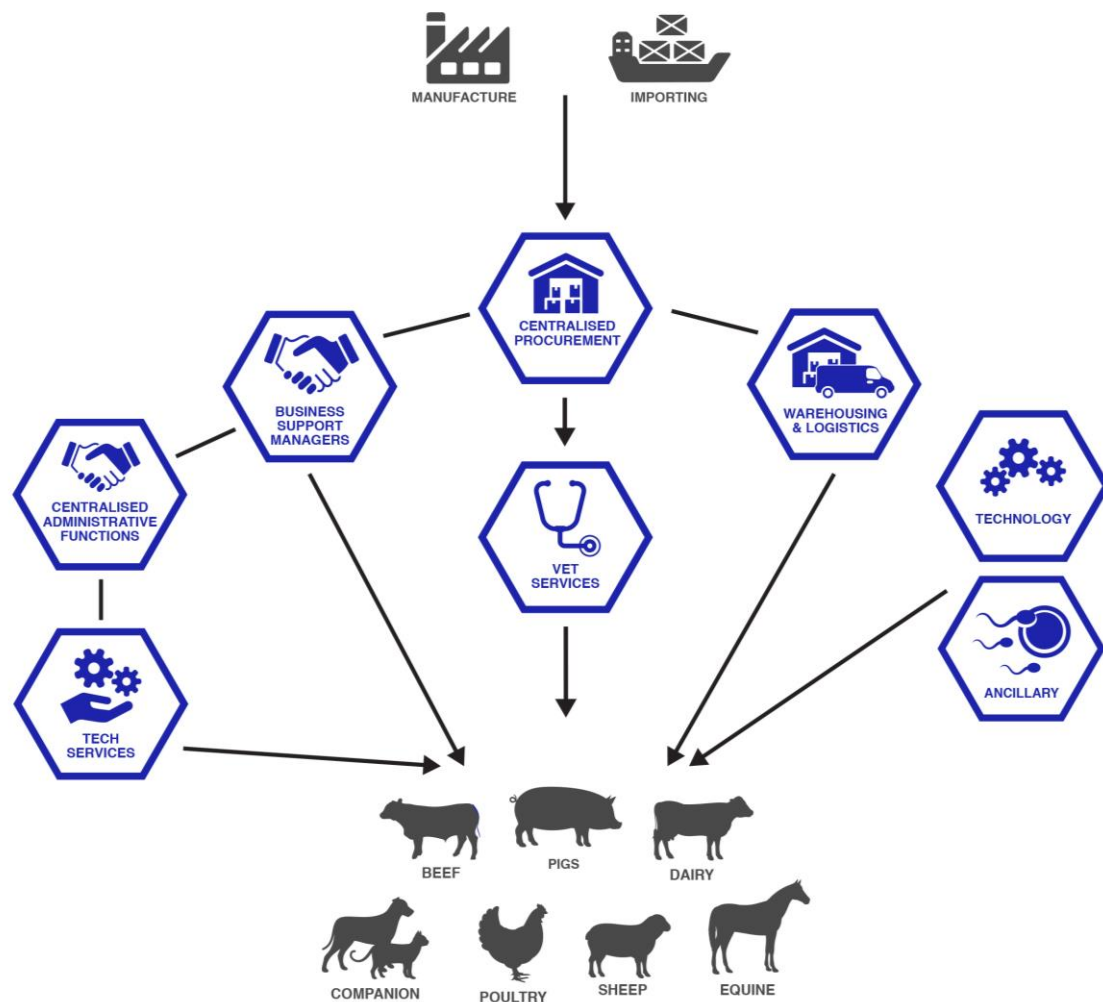 MANUFACTURE
IMPORTING
CENTRALISED
PROCUREMENT
BUSINESS
SUPPORT
MANAGERS
WAREHOUSING
& LOGISTICS
CENTRALISED
ADMINISTRATIVE
FUNCTIONS
VET
SERVICES
TECHNOLOGY
TECH
SERVICES
ANCILLARY
BEEF
PIGS
DAIRY
COMPANION
POULTRY
SHEEP
EQUINE